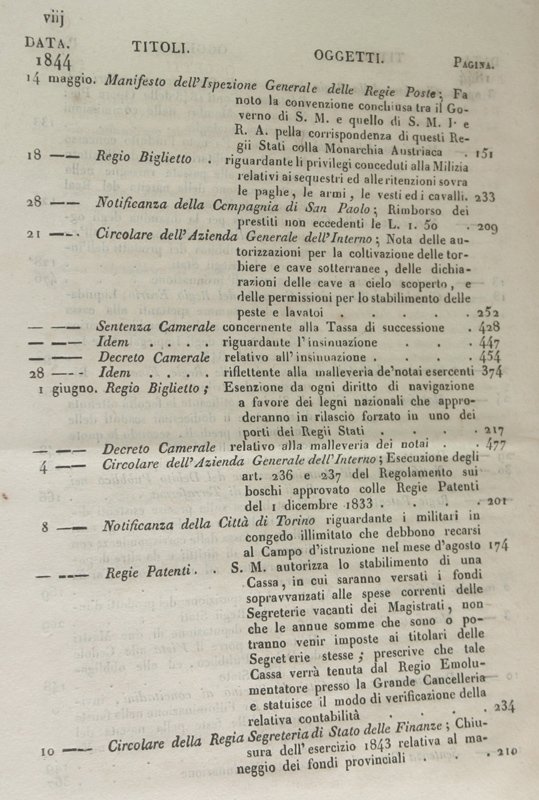 viij
DATA. TITOLI. OGGETTI. PAGINA.
1844
14 maggio. Manifesto dell'Ispezione Generale delle Regie Poste; Fa
noto la convenzione conchiusa tra il Go-
verno di S. M. e quello di S. M. I. e
R. A. pella corrispondenza di questi Re-
gii Stati colla Monarchia Austriaca . 151
18 —— Regio Biglietto . riguardante li privilegi conceduti alla Milizia
relativi ai sequestri ed alle ritenzioni sovra
le paghe, le armi, le vesti ed i cavalli. 233
28 —— Notificanza della Compagnia di San Paolo; Rimborso dei
prestiti non eccedenti le L. 1. 50 . 209
21 —— Circolare dell'Azienda Generale dell'Interno; Nota delle au-
torizzazioni per la coltivazione delle tor-
biere e cave sotterranee, delle dichia-
razioni delle cave a cielo scoperto, e
delle permissioni per lo stabilimento delle
peste e lavatoi . . . . . 252
— —— Sentenza Camerale concernente alla Tassa di successione . 428
— —— Idem . . . . riguardante l'insinuazione . . . . 447
— —— Decreto Camerale relativo all'insinuazione . . . . 454
28 —— Idem . . . . riflettente alla malleveria de'notai esercenti 374
1 giugno. Regio Biglietto; Esenzione da ogni diritto di navigazione
a favore dei legni nazionali che appro-
deranno in rilascio forzato in uno dei
porti dei Regii Stati . . . . 217
— —— Decreto Camerale relativo alla malleveria dei notai . . 477
4 —— Circolare dell'Azienda Generale dell'Interno; Esecuzione degli
art. 236 e 237 del Regolamento sui
boschi approvato colle Regie Patenti
del 1 dicembre 1833 . . . . 201
8 —— Notificanza della Città di Torino riguardante i militari in
congedo illimitato che debbono recarsi
al Campo d'istruzione nel mese d'agosto 174
— —— Regie Patenti . . S. M. autorizza lo stabilimento di una
Cassa, in cui saranno versati i fondi
sopravvanzati alle spese correnti delle
Segreterie vacanti dei Magistrati, non
che le annue somme che sono o po-
tranno venir imposte ai titolari delle
Segreterie stesse; prescrive che tale
Cassa verrà tenuta dal Regio Emolu-
mentatore presso la Grande Cancelleria
e statuisce il modo di verificazione della
relativa contabilità . . . . 234
10 —— Circolare della Regia Segreteria di Stato delle Finanze; Chiu-
sura dell'esercizio 1843 relativa al ma-
neggio dei fondi provinciali . . . 210